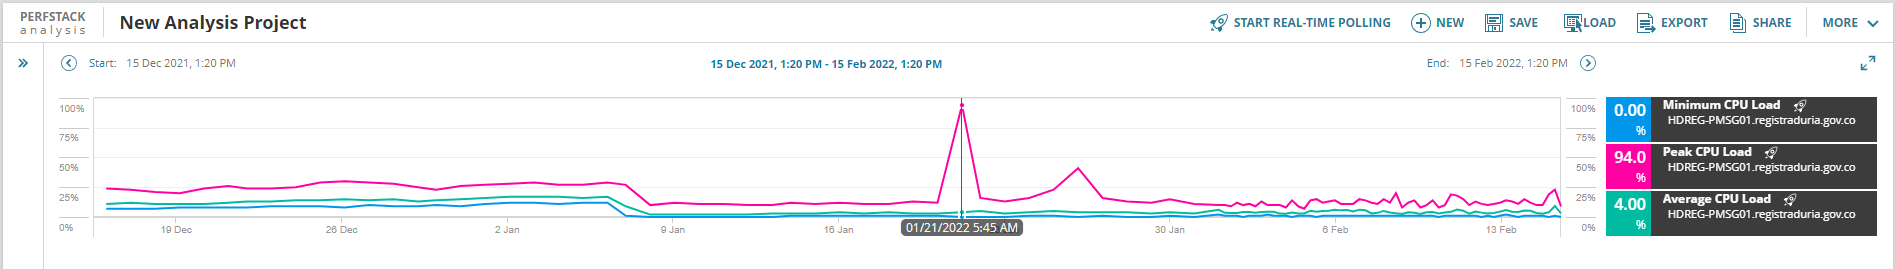 PERFSTACK
analysis
New Analysis Project
START REAL-TIME POLLING
NEW
SAVE
LOAD
EXPORT
SHARE
MORE
»
Start: 15 Dec 2021, 1:20 PM
15 Dec 2021, 1:20 PM - 15 Feb 2022, 1:20 PM
End: 15 Feb 2022, 1:20 PM
100%
75%
50%
25%
0%
100%
75%
50%
25%
0%
19 Dec
26 Dec
2 Jan
9 Jan
16 Jan
01/21/2022 5:45 AM
30 Jan
6 Feb
13 Feb
0.00 %
Minimum CPU Load
HDREG-PMSG01.registraduria.gov.co
94.0 %
Peak CPU Load
HDREG-PMSG01.registraduria.gov.co
4.00 %
Average CPU Load
HDREG-PMSG01.registraduria.gov.co